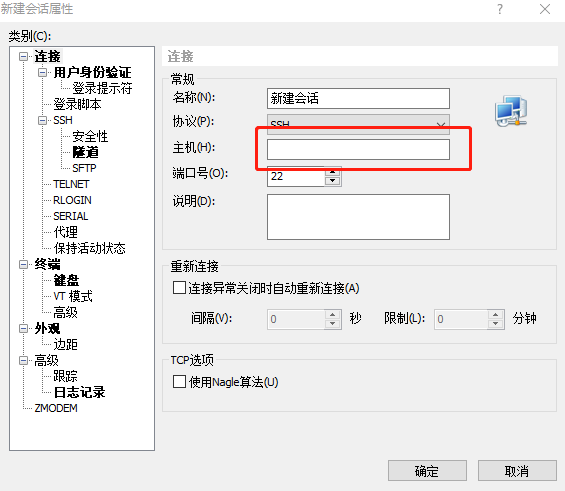 新建会话属性
类别(C):
连接
用户身份验证
登录提示符
登录脚本
SSH
安全性
隧道
SFTP
TELNET
RLOGIN
SERIAL
代理
保持活动状态
终端
键盘
VT 模式
高级
外观
边距
高级
跟踪
日志记录
ZMODEM
连接
常规
名称(N): 新建会话
协议(P): SSH
主机(H):
端口号(O): 22
说明(D):
重新连接
连接异常关闭时自动重新连接(A)
间隔(V): 0 秒 限制(L): 0 分钟
TCP选项
使用Nagle算法(U)
确定 取消